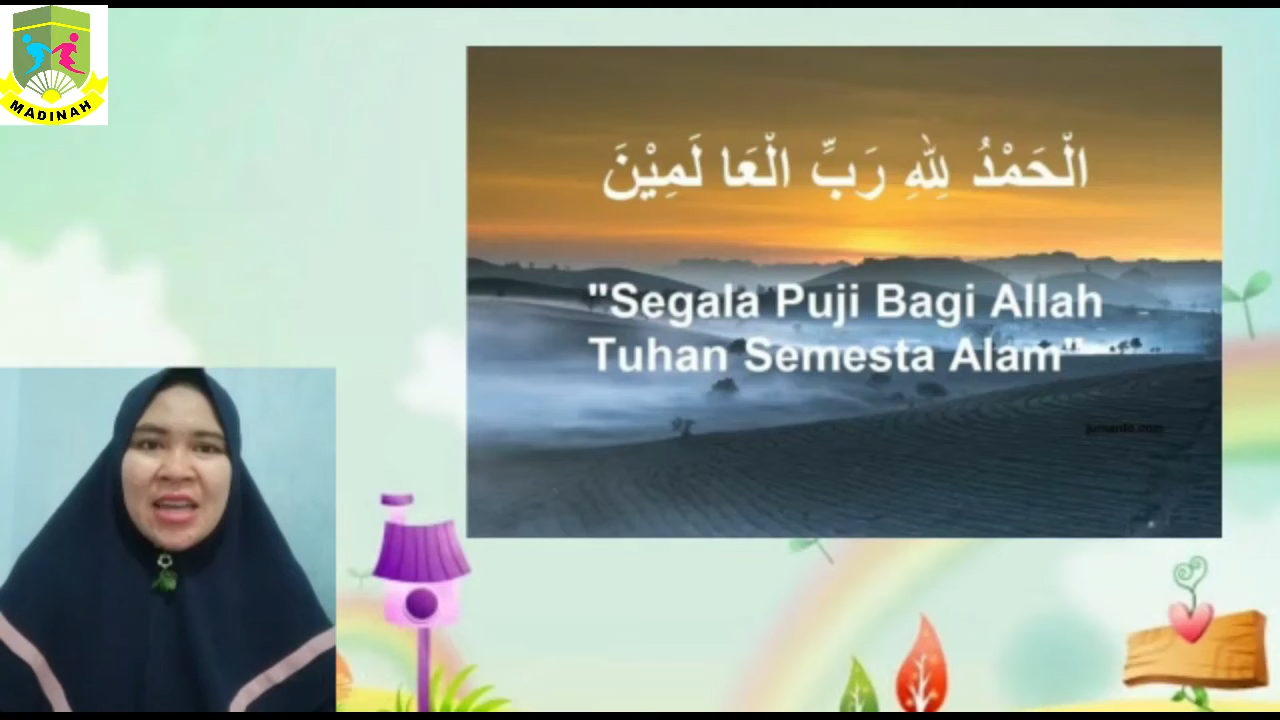 MADINAH
الْحَمْدُ لِلّٰهِ رَبِّ الْعَا لَمِيْنَ
"Segala Puji Bagi Allah
Tuhan Semesta Alam"